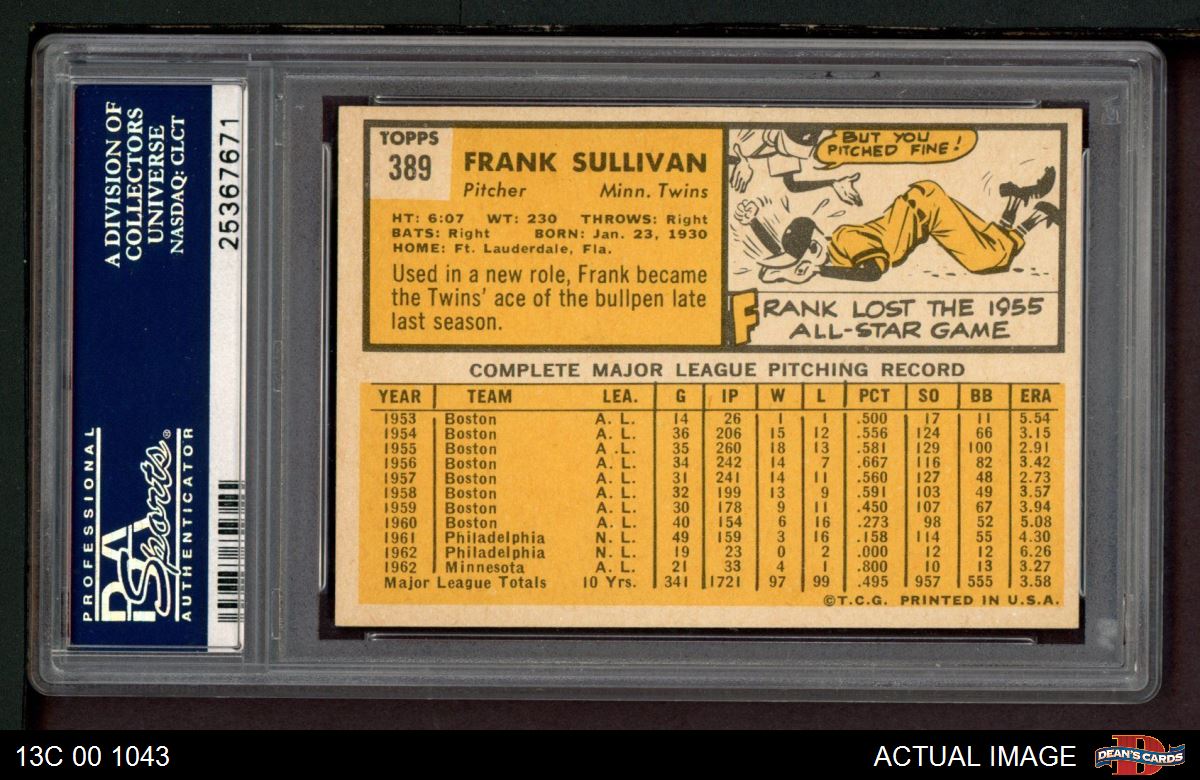 A DIVISION OF
COLLECTORS
UNIVERSE
NASDAQ: CLCT
25367671
PROFESSIONAL
PSA
Sports®
AUTHENTICATOR
TOPPS
389
FRANK SULLIVAN
Pitcher Minn. Twins
HT: 6:07 WT: 230 THROWS: Right
BATS: Right BORN: Jan. 23, 1930
HOME: Ft. Lauderdale, Fla.
Used in a new role, Frank became
the Twins' ace of the bullpen late
last season.
BUT YOU
PITCHED FINE!
FRANK LOST THE 1955
ALL-STAR GAME
COMPLETE MAJOR LEAGUE PITCHING RECORD
YEAR TEAM LEA. G IP W L PCT SO BB ERA
1953 Boston A. L. 14 26 1 1 .500 17 11 5.54
1954 Boston A. L. 36 206 15 12 .556 124 66 3.15
1955 Boston A. L. 35 260 18 13 .581 129 100 2.91
1956 Boston A. L. 34 242 14 7 .667 116 82 3.42
1957 Boston A. L. 31 241 14 11 .560 127 48 2.73
1958 Boston A. L. 32 199 13 9 .591 103 49 3.57
1959 Boston A. L. 30 178 9 11 .450 107 67 3.94
1960 Boston A. L. 40 154 6 16 .273 98 52 5.08
1961 Philadelphia N. L. 49 159 3 16 .158 114 55 4.30
1962 Philadelphia N. L. 19 23 0 2 .000 12 12 6.26
1962 Minnesota A. L. 21 33 4 1 .800 10 13 3.27
Major League Totals 10 Yrs. 341 1721 97 99 .495 957 555 3.58
©T.C.G. PRINTED IN U.S.A.
13C 00 1043
ACTUAL IMAGE
DEAN'S CARDS